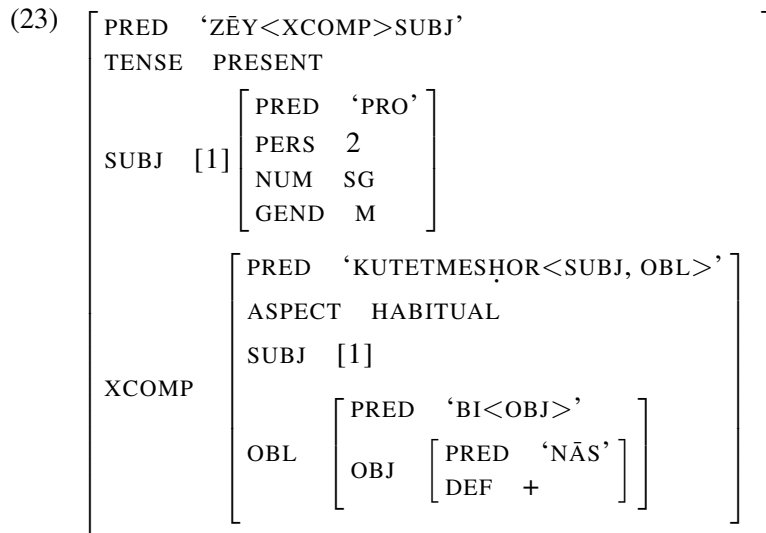 (23)
PRED ‘ZĒY<XCOMP>SUBJ’
TENSE PRESENT
SUBJ [1]
PRED ‘PRO’
PERS 2
NUM SG
GEND M
XCOMP
PRED ‘KUTETMESḤOR<SUBJ, OBL>’
ASPECT HABITUAL
SUBJ [1]
OBL
PRED ‘BI<OBJ>’
OBJ
PRED ‘NĀS’
DEF +